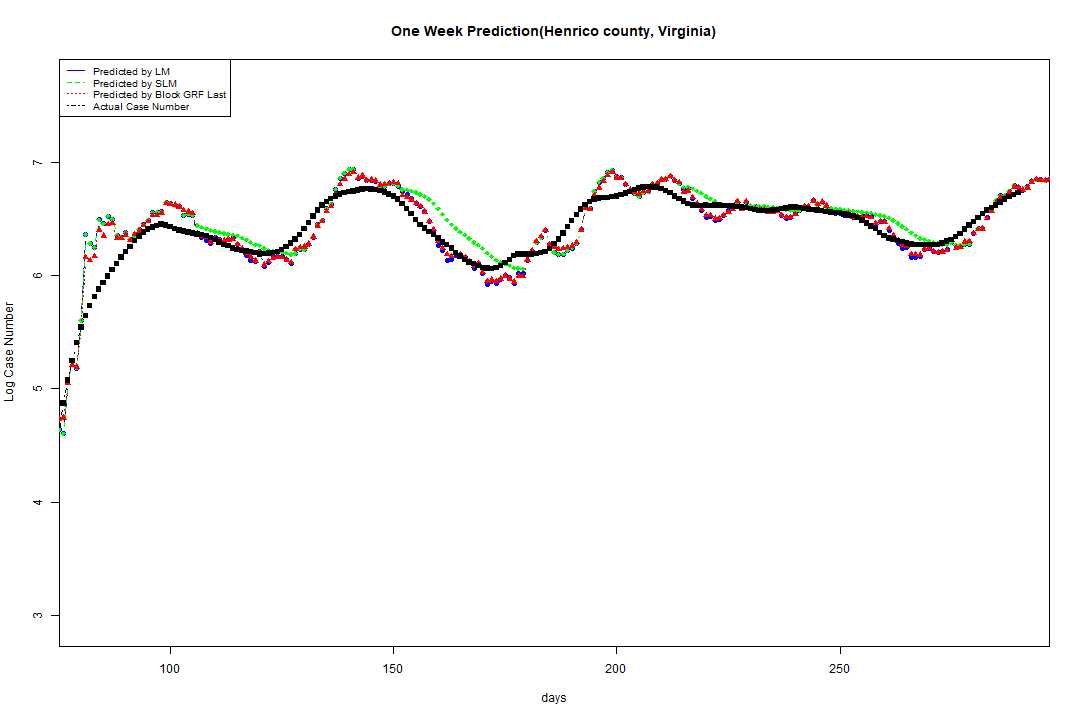 One Week Prediction(Henrico county, Virginia)
Predicted by LM
Predicted by SLM
Predicted by Block GRF Last
Actual Case Number
7
6
5
4
3
Log Case Number
100 150 200 250
days